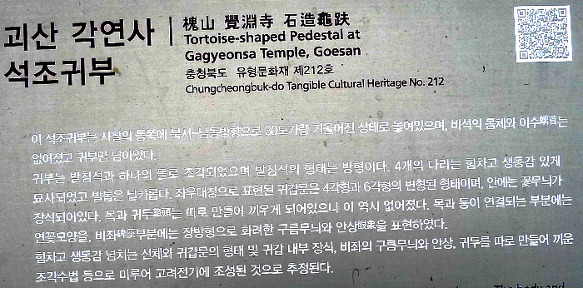 괴산 각연사
석조귀부
槐山 覺淵寺 石造龜趺
Tortoise-shaped Pedestal at
Gagyeonsa Temple, Goesan
충청북도 유형문화재 제212호
Chungcheongbuk-do Tangible Cultural Heritage No. 212
이 석조귀부는 사찰의 동쪽에 북서-남동방향으로 30도가량 기울어진 상태로 놓여있으며, 비석의 몸체와 이수螭首는
없어졌고 귀부만 남아있다.
귀부는 받침석과 하나의 돌로 조각되었으며 받침석의 형태는 방형이다. 4개의 다리는 힘차고 생동감 있게
묘사되었고 발톱은 날카롭다. 좌우대칭으로 표현된 귀갑문은 4각형과 6각형의 변형된 형태이며, 안에는 꽃무늬가
장식되어있다. 목과 귀두龜頭는 따로 만들어 끼우게 되어있으나 이 역시 없어졌다. 목과 등이 연결되는 부분에는
연꽃모양을, 비좌碑座부분에는 장방형으로 화려한 구름무늬와 안상眼象을 표현하였다.
힘차고 생동감 넘치는 신체와 귀갑문의 형태 및 귀갑 내부 장식, 비좌의 구름무늬와 안상, 귀두를 따로 만들어 끼운
조각수법 등으로 미루어 고려전기에 조성된 것으로 추정된다.
The body and